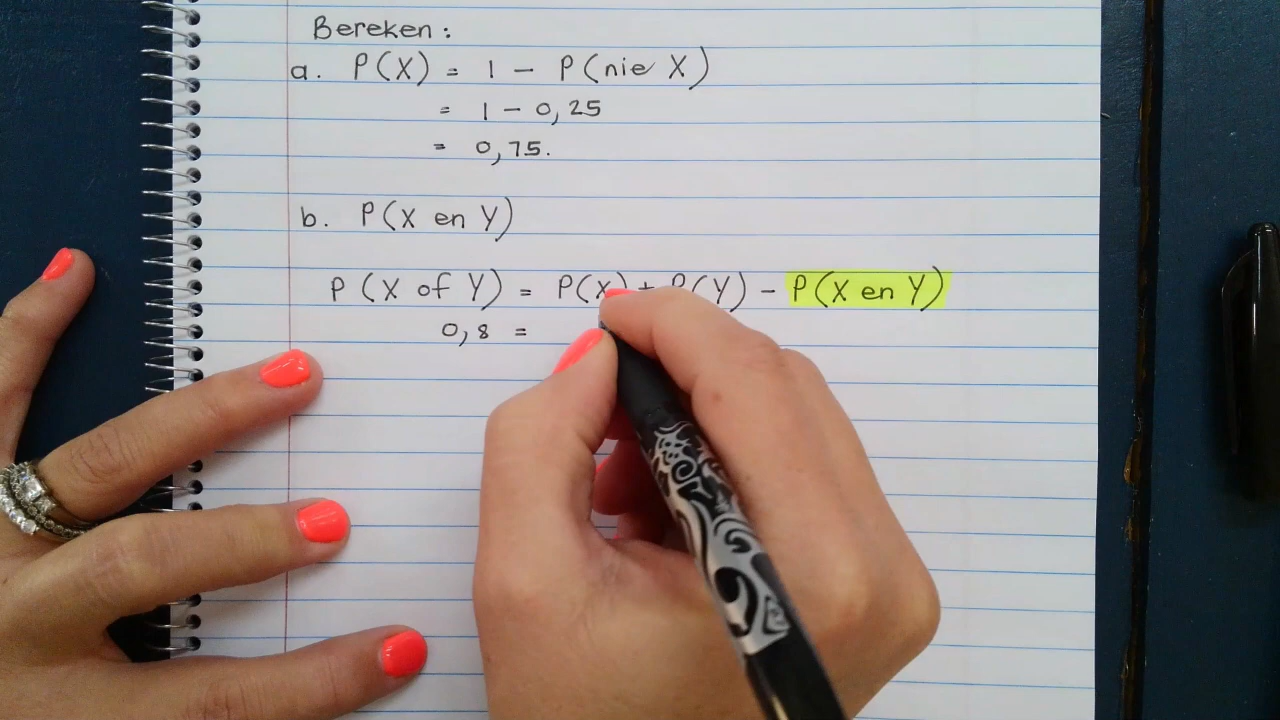 Bereken:
a. P(X) = 1 - P(nie X)
= 1 - 0,25
= 0,75.
b. P(X en Y)
P(X of Y) = P(X) + P(Y) - P(X en Y)
0,8 =